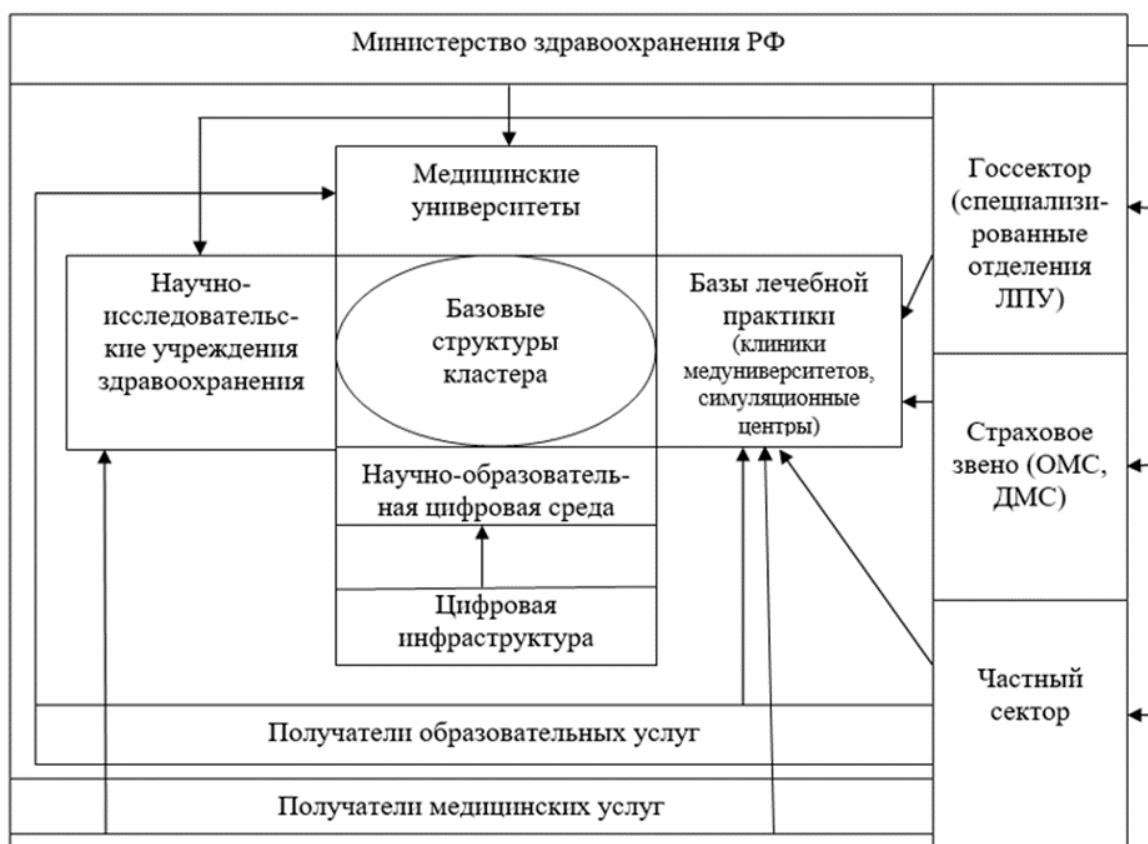 Министерство здравоохранения РФ
Медицинские
университеты
Госсектор
(специализи-
рованные
отделения
ЛПУ)
Научно-
исследовательс-
кие учреждения
здравоохранения
Базовые
структуры
кластера
Базы лечебной
практики
(клиники
медуниверситетов,
симуляционные
центры)
Страховое
звено (ОМС,
ДМС)
Научно-образователь-
ная цифровая среда
Цифровая
инфраструктура
Частный
сектор
Получатели образовательных услуг
Получатели медицинских услуг